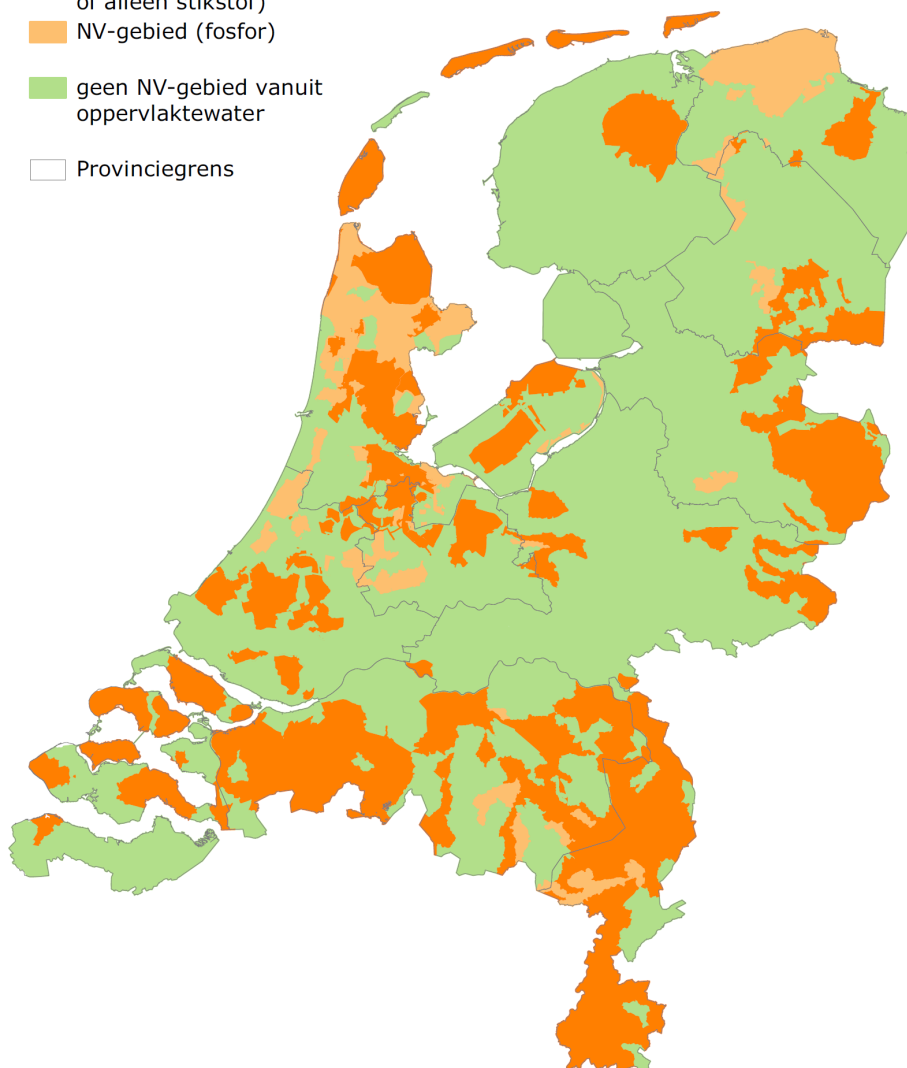 of alleen stikstof)
NV-gebied (fosfor)
geen NV-gebied vanuit
oppervlaktewater
Provinciegrens